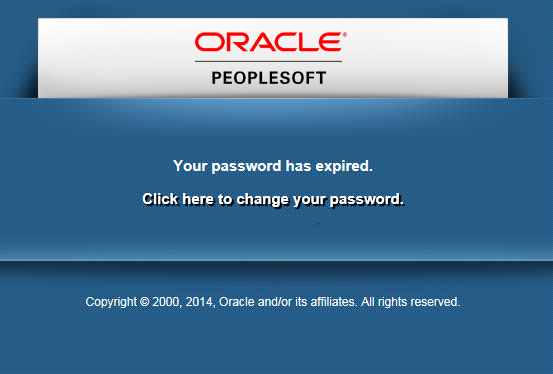 ORACLE®
PEOPLESOFT
Your password has expired.
Click here to change your password.
Copyright © 2000, 2014, Oracle and/or its affiliates. All rights reserved.